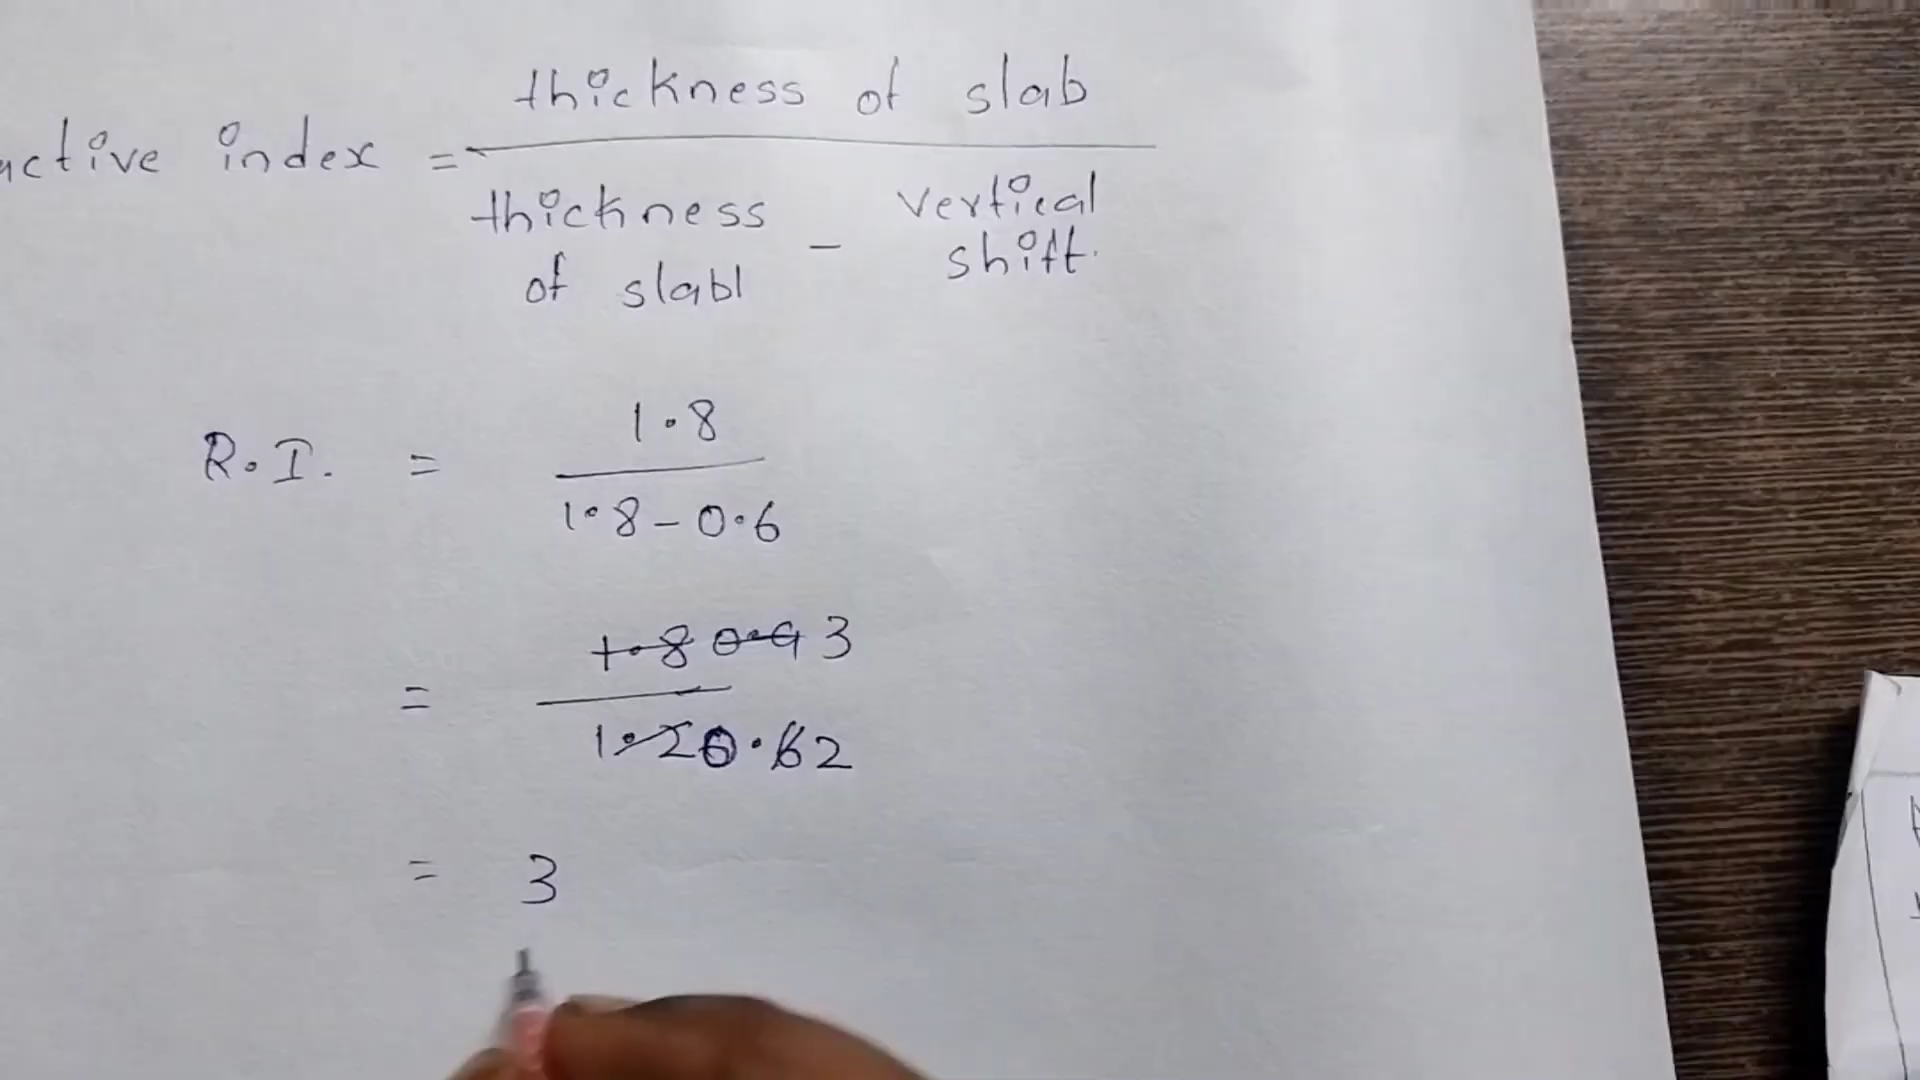 thickness of slab
active index =
thickness of slabl - vertical shift.
R.I. = 1.8
1.8-0.6
= 1.8 0.9 3
1.2 0.6 2
= 3